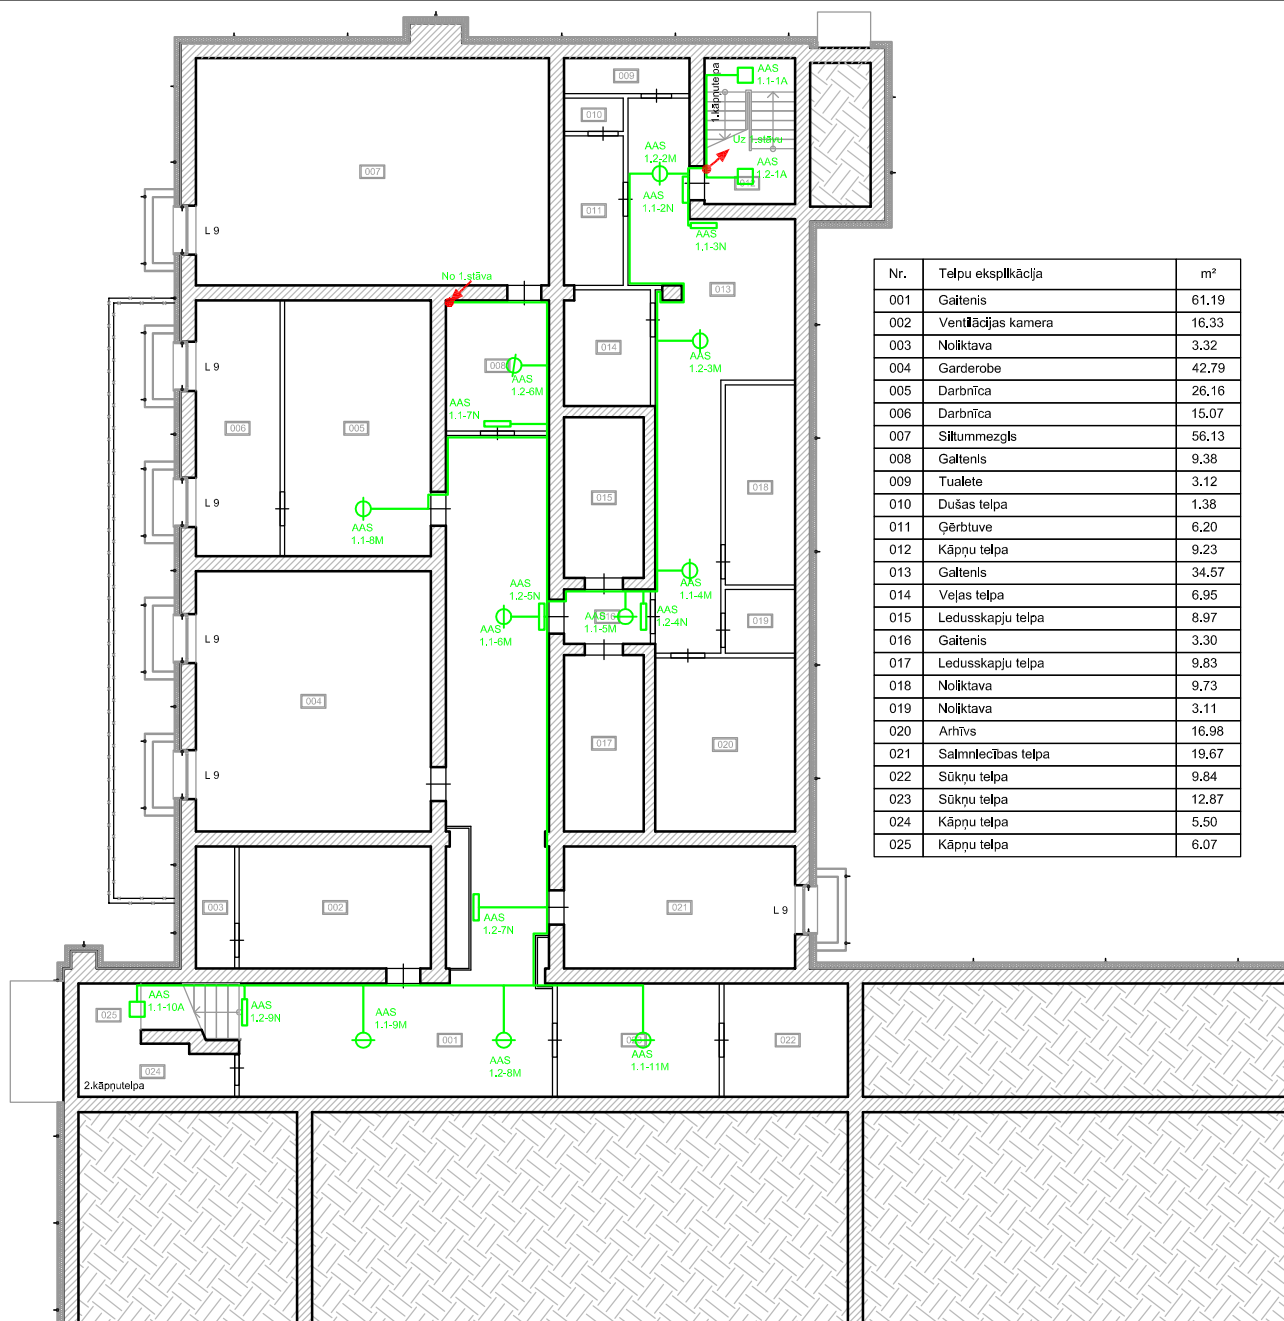 009
AAS
1.1-1A
1.kāpņutelpa
010
Uz 1.stāvu
AAS
1.2-2M
AAS
1.2-1A
012
007
AAS
1.1-2N
011
L 9
AAS
1.1-3N
No 1.stāva
013
014
AAS
1.2-3M
L 9
008
AAS
1.2-6M
AAS
1.1-7N
006
005
018
015
L 9
AAS
1.1-8M
AAS
1.2-5N
AAS
1.1-4M
AAS
1.1-5M
016
AAS
1.2-4N
019
AAS
1.1-6M
L 9
004
017
020
L 9
003
002
AAS
1.2-7N
021
L 9
025
AAS
1.1-10A
AAS
1.2-9N
AAS
1.1-9M
001
AAS
1.2-8M
AAS
1.1-11M
022
024
2.kāpņutelpa
Nr. Telpu eksplikācija m²
001 Gaitenis 61.19
002 Ventilācijas kamera 16.33
003 Noliktava 3.32
004 Garderobe 42.79
005 Darbnīca 26.16
006 Darbnīca 15.07
007 Siltummezgls 56.13
008 Gaitenis 9.38
009 Tualete 3.12
010 Dušas telpa 1.38
011 Ģērbtuve 6.20
012 Kāpņu telpa 9.23
013 Gaitenis 34.57
014 Veļas telpa 6.95
015 Ledusskapju telpa 8.97
016 Gaitenis 3.30
017 Ledusskapju telpa 9.83
018 Noliktava 9.73
019 Noliktava 3.11
020 Arhīvs 16.98
021 Saimniecības telpa 19.67
022 Sūkņu telpa 9.84
023 Sūkņu telpa 12.87
024 Kāpņu telpa 5.50
025 Kāpņu telpa 6.07